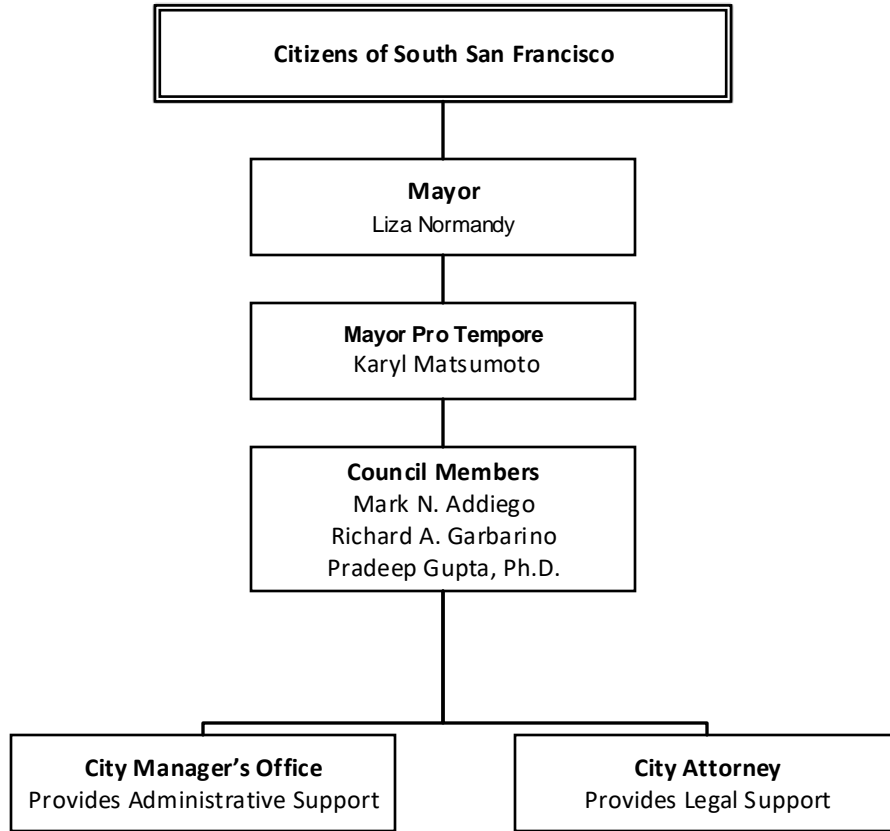 Citizens of South San Francisco
Mayor
Liza Normandy
Mayor Pro Tempore
Karyl Matsumoto
Council Members
Mark N. Addiego
Richard A. Garbarino
Pradeep Gupta, Ph.D.
City Manager’s Office
Provides Administrative Support
City Attorney
Provides Legal Support